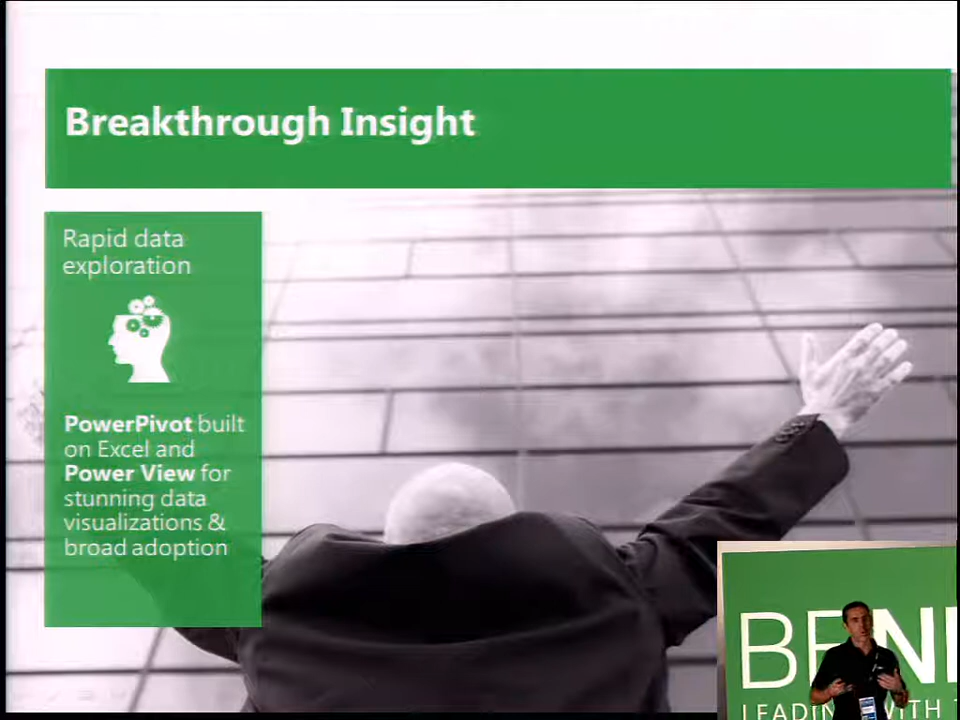 Breakthrough Insight
Rapid data
exploration
PowerPivot built
on Excel and
Power View for
stunning data
visualizations &
broad adoption